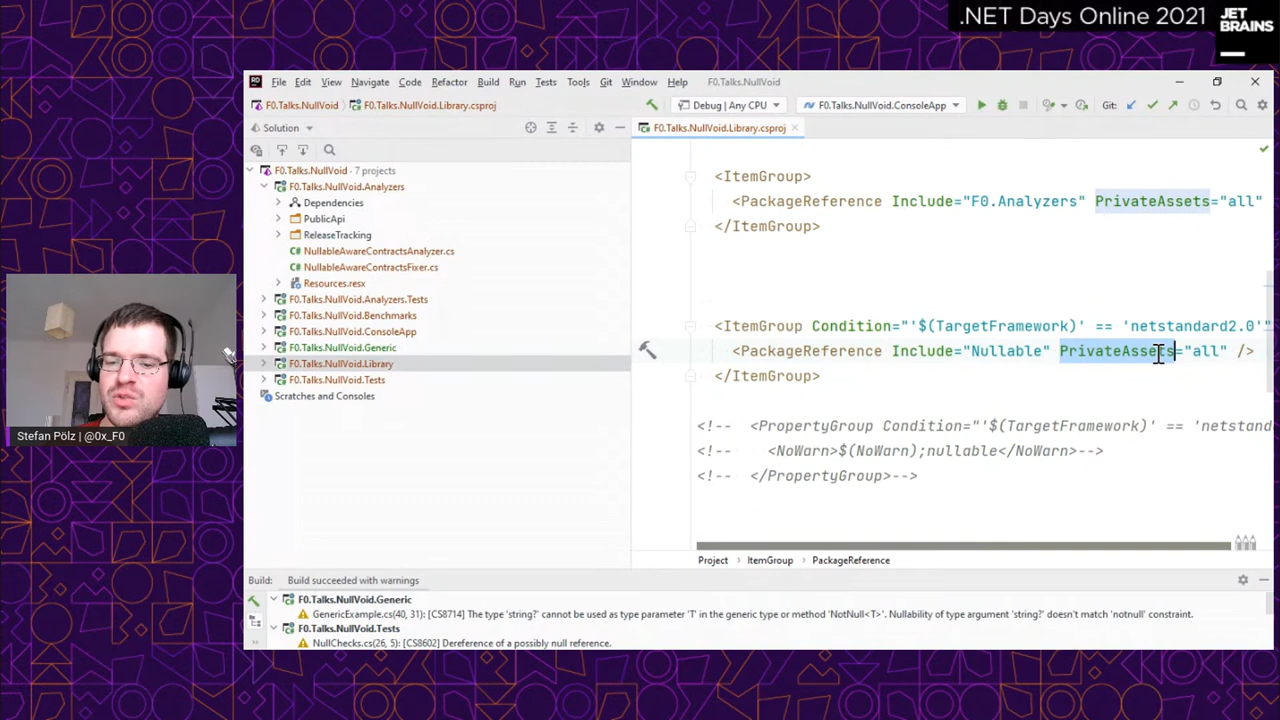 .NET Days Online 2021
JET
BRAINS
RD
File Edit View Navigate Code Refactor Build Run Tests Tools Git Window Help F0.Talks.NullVoid
F0.Talks.NullVoid F0.Talks.NullVoid.Library.csproj
Debug | Any CPU
F0.Talks.NullVoid.ConsoleApp
Git:
Solution
F0.Talks.NullVoid.Library.csproj
F0.Talks.NullVoid · 7 projects
F0.Talks.NullVoid.Analyzers
Dependencies
PublicApi
ReleaseTracking
C# NullableAwareContractsAnalyzer.cs
C# NullableAwareContractsFixer.cs
Resources.resx
F0.Talks.NullVoid.Analyzers.Tests
F0.Talks.NullVoid.Benchmarks
F0.Talks.NullVoid.ConsoleApp
F0.Talks.NullVoid.Generic
F0.Talks.NullVoid.Library
F0.Talks.NullVoid.Tests
Scratches and Consoles
<ItemGroup>
<PackageReference Include="F0.Analyzers" PrivateAssets="all"
</ItemGroup>
<ItemGroup Condition="'$(TargetFramework)' == 'netstandard2.0'"
<PackageReference Include="Nullable" PrivateAssets="all" />
</ItemGroup>
<!-- <PropertyGroup Condition="'$(TargetFramework)' == 'netstand
<!-- <NoWarn>$(NoWarn);nullable</NoWarn>-->
<!-- </PropertyGroup>-->
Project ItemGroup PackageReference
Stefan Pölz | @0x_F0
Build: Build succeeded with warnings
F0.Talks.NullVoid.Generic
GenericExample.cs(40, 31): [CS8714] The type 'string?' cannot be used as type parameter 'T' in the generic type or method 'NotNull<T>'. Nullability of type argument 'string?' doesn't match 'notnull' constraint.
F0.Talks.NullVoid.Tests
NullChecks.cs(26, 5): [CS8602] Dereference of a possibly null reference.